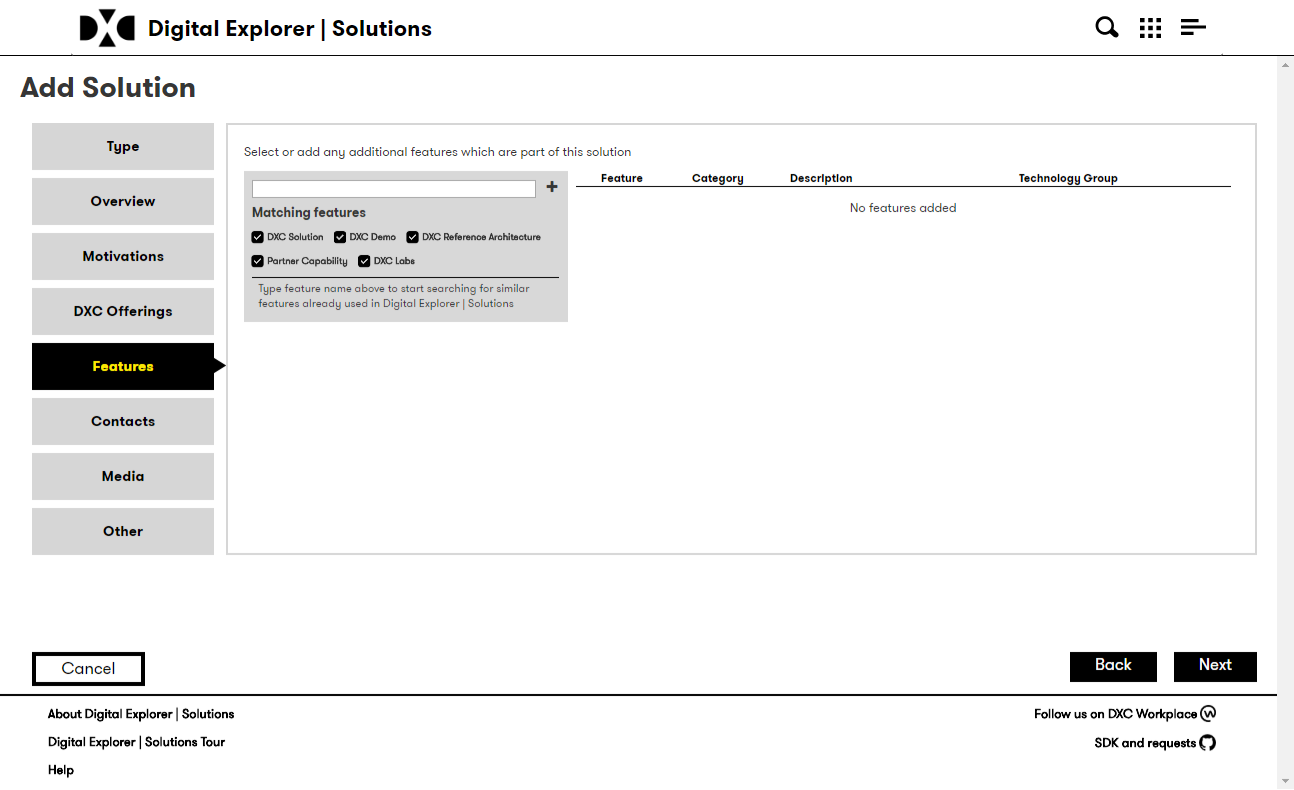 DXC Digital Explorer | Solutions
Add Solution
Type
Overview
Motivations
DXC Offerings
Features
Contacts
Media
Other
Select or add any additional features which are part of this solution
+
Matching features
DXC Solution DXC Demo DXC Reference Architecture
Partner Capability DXC Labs
Type feature name above to start searching for similar
features already used in Digital Explorer | Solutions
Feature Category Description Technology Group
No features added
Cancel
Back Next
About Digital Explorer | Solutions
Digital Explorer | Solutions Tour
Help
Follow us on DXC Workplace
SDK and requests